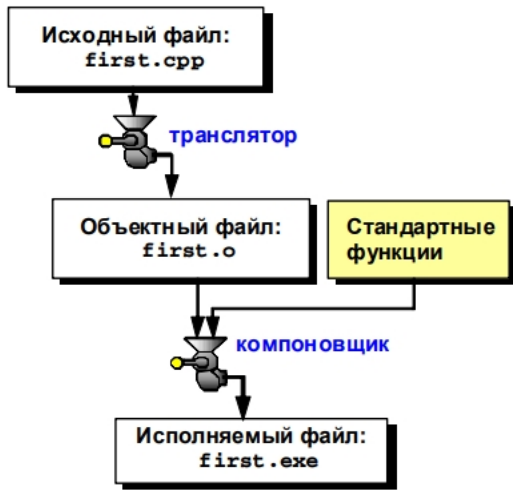 Исходный файл:
first.cpp
транслятор
Объектный файл:
first.o
Стандартные
функции
компоновщик
Исполняемый файл:
first.exe